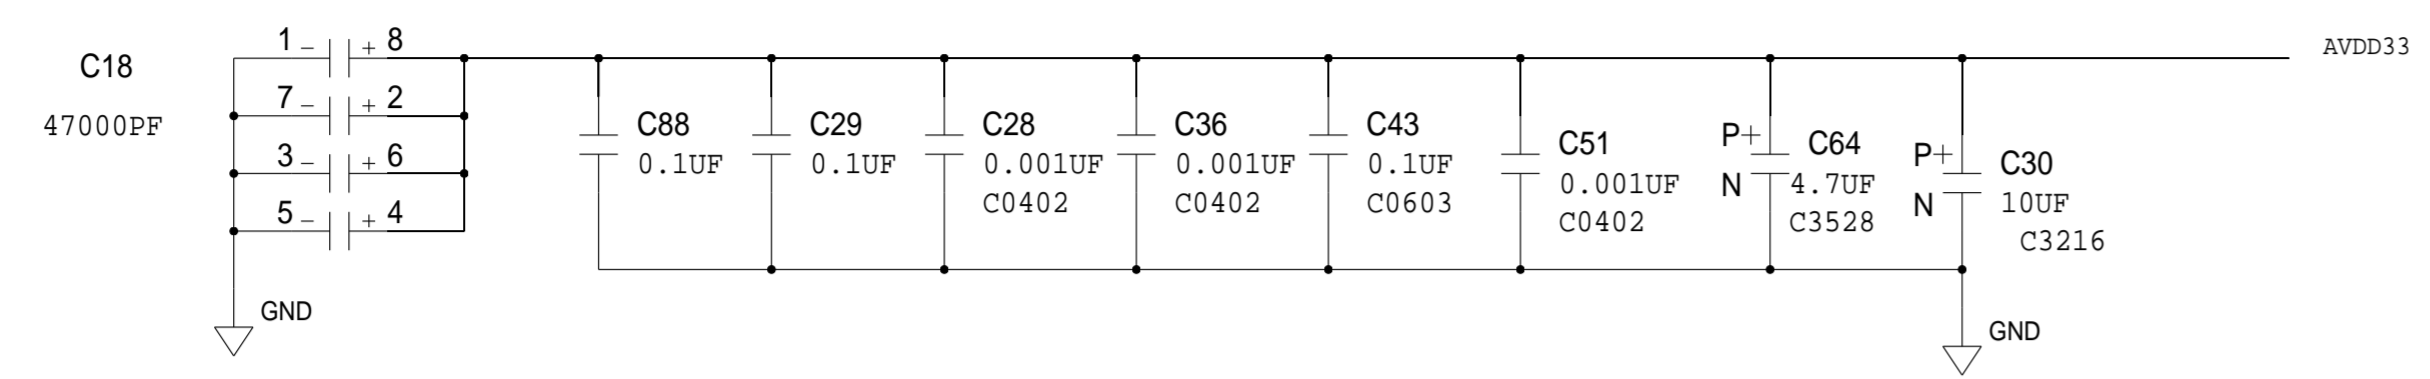 C18
47000PF
1 - + 8
7 - + 2
3 - + 6
5 - + 4
GND
C88
0.1UF
C29
0.1UF
C28
0.001UF
C0402
C36
0.001UF
C0402
C43
0.1UF
C0603
C51
0.001UF
C0402
P+
N
C64
4.7UF
C3528
P+
N
C30
10UF
C3216
GND
AVDD33